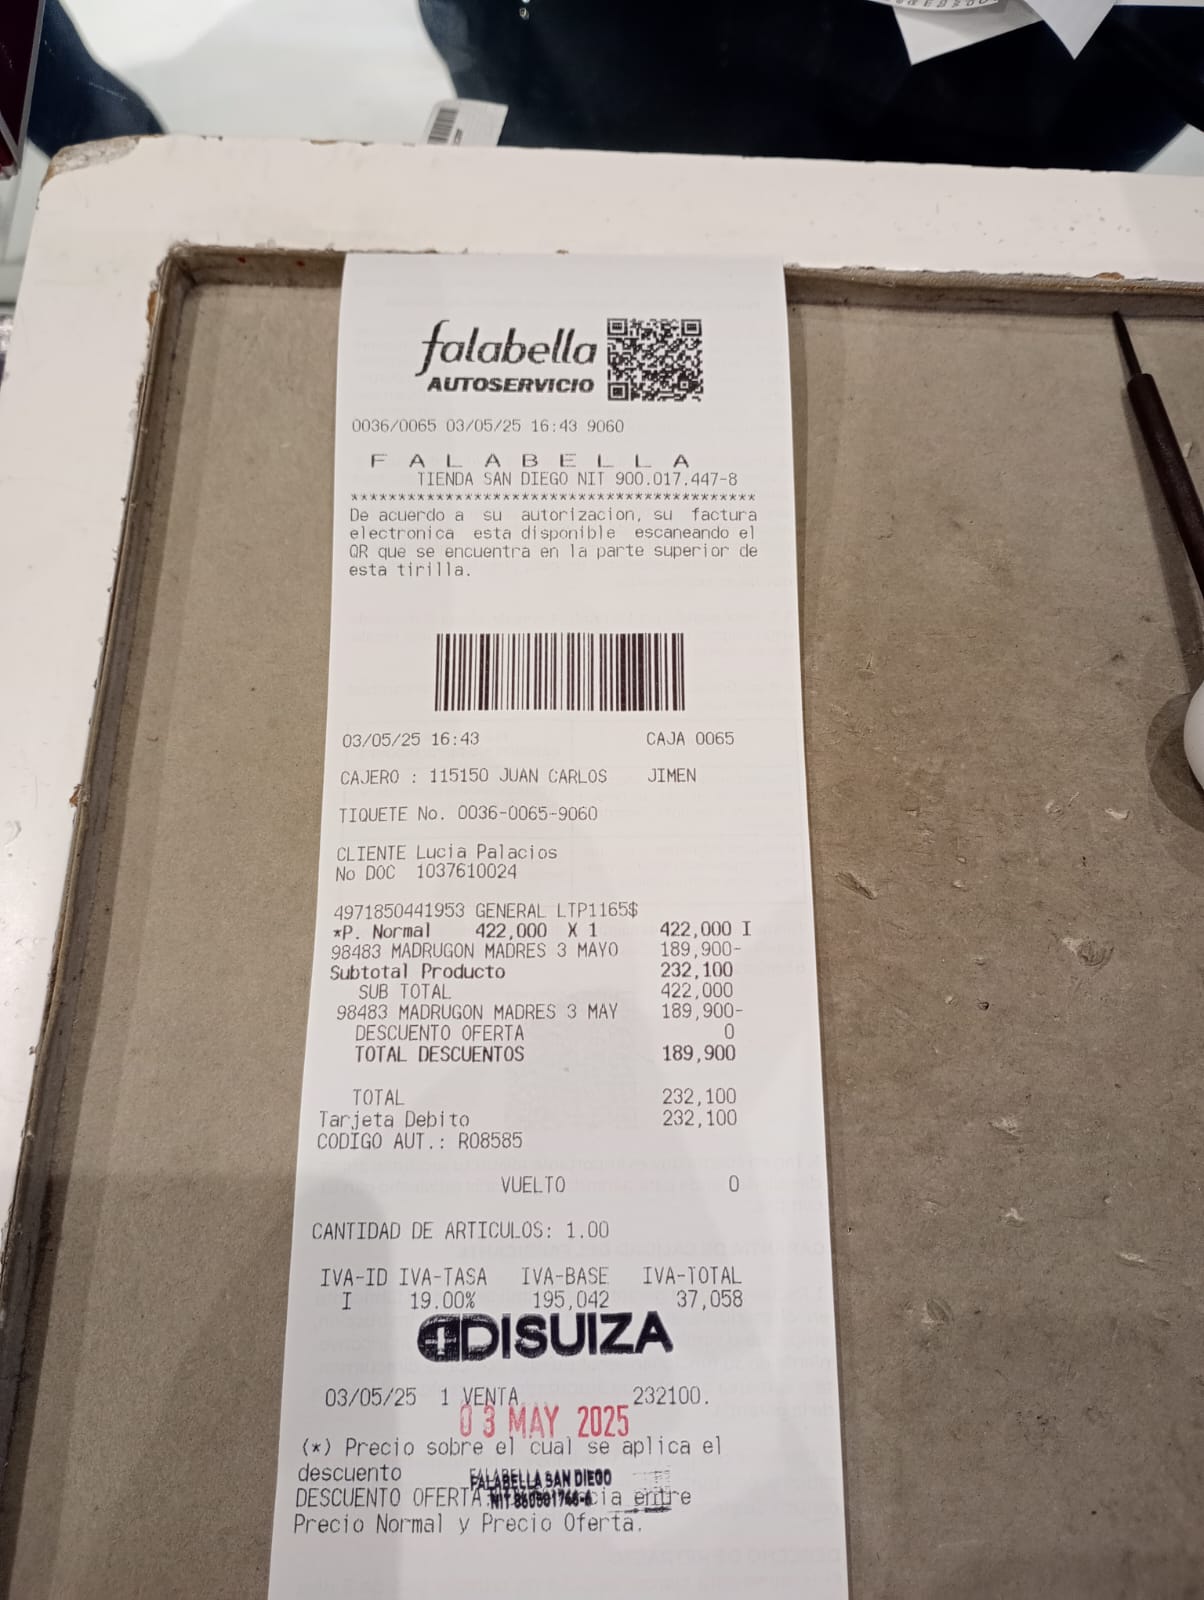 falabella
AUTOSERVICIO
0036/0065 03/05/25 16:43 9060
F A L A B E L L A
TIENDA SAN DIEGO NIT 900.017.447-8
*******************************************
De acuerdo a su autorizacion, su factura
electronica esta disponible escaneando el
QR que se encuentra en la parte superior de
esta tirilla.
03/05/25 16:43 CAJA 0065
CAJERO : 115150 JUAN CARLOS JIMEN
TIQUETE No. 0036-0065-9060
CLIENTE Lucia Palacios
No DOC 1037610024
4971850441953 GENERAL LTP1165$
*P. Normal 422,000 X 1 422,000 I
98483 MADRUGON MADRES 3 MAYO 189,900-
Subtotal Producto 232,100
SUB TOTAL 422,000
98483 MADRUGON MADRES 3 MAY 189,900-
DESCUENTO OFERTA 0
TOTAL DESCUENTOS 189,900
TOTAL 232,100
Tarjeta Debito 232,100
CODIGO AUT.: R08585
VUELTO 0
CANTIDAD DE ARTICULOS: 1.00
IVA-ID IVA-TASA IVA-BASE IVA-TOTAL
I 19.00% 195,042 37,058
DISUIZA
03/05/25 1 VENTA 232100.
03 MAY 2025
(*) Precio sobre el cual se aplica el
descuento
FALABELLA SAN DIEGO
DESCUENTO OFERTA entre
Precio Normal y Precio Oferta.